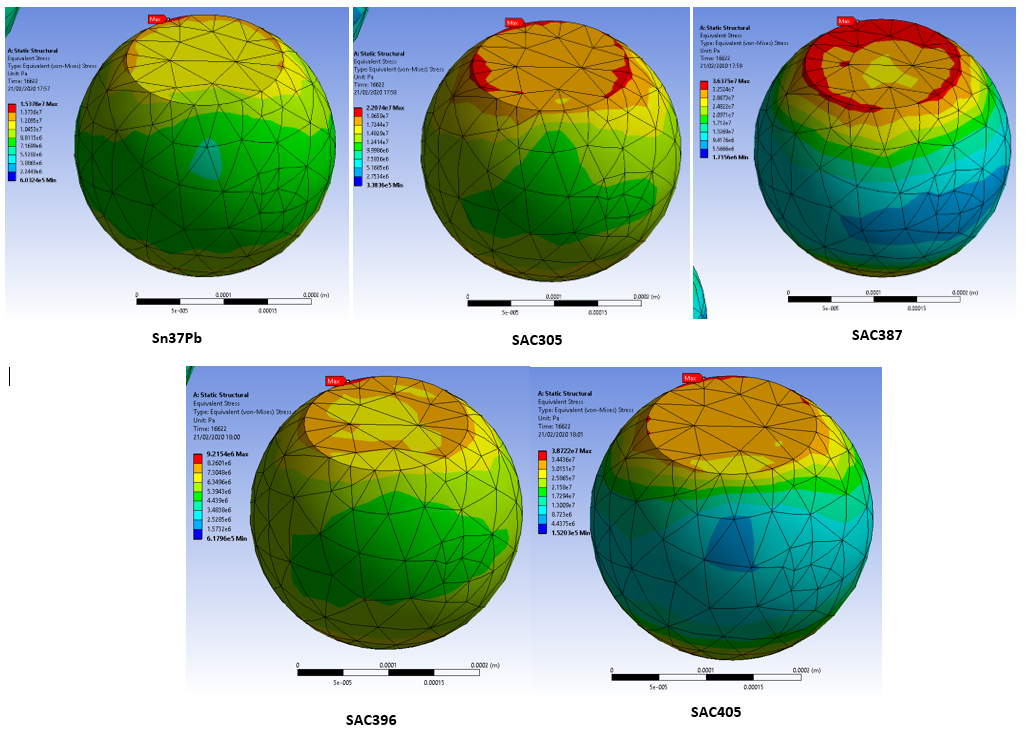 Max
A: Static Structural
Equivalent Stress
Type: Equivalent (von-Mises) Stress
Unit: Pa
Time: 16622
21/02/2020 17:57
1.5378e7 Max
1.3736e7
1.2095e7
1.0453e7
8.8115e6
7.1699e6
5.5283e6
3.8865e6
2.2449e6
6.0324e5 Min
0
0.0001
0.0002 (m)
5e-005
0.00015
Sn37Pb
Max
A: Static Structural
Equivalent Stress
Type: Equivalent (von-Mises) Stress
Unit: Pa
Time: 16622
21/02/2020 17:58
2.2074e7 Max
1.9659e7
1.7244e7
1.4829e7
1.2414e7
9.9986e6
7.5836e6
5.1685e6
2.7534e6
3.3836e5 Min
0
0.0001
0.0002 (m)
5e-005
0.00015
SAC305
Max
A: Static Structural
Equivalent Stress
Type: Equivalent (von-Mises) Stress
Unit: Pa
Time: 16622
21/02/2020 17:59
3.6375e7 Max
3.2524e7
2.8673e7
2.4822e7
2.0971e7
1.712e7
1.3269e7
9.4176e6
5.5666e6
1.7156e6 Min
0
0.0001
0.0002 (m)
5e-005
0.00015
SAC387
Max
A: Static Structural
Equivalent Stress
Type: Equivalent (von-Mises) Stress
Unit: Pa
Time: 16622
21/02/2020 18:00
9.2154e6 Max
8.2601e6
7.3048e6
6.3496e6
5.3943e6
4.439e6
3.4838e6
2.5285e6
1.5732e6
6.1796e5 Min
0
0.0001
0.0002 (m)
5e-005
0.00015
SAC396
Max
A: Static Structural
Equivalent Stress
Type: Equivalent (von-Mises) Stress
Unit: Pa
Time: 16622
21/02/2020 18:01
3.8722e7 Max
3.4436e7
3.0151e7
2.5865e7
2.158e7
1.7294e7
1.3009e7
8.723e6
4.4375e6
1.5203e5 Min
0
0.0001
0.0002 (m)
5e-005
0.00015
SAC405